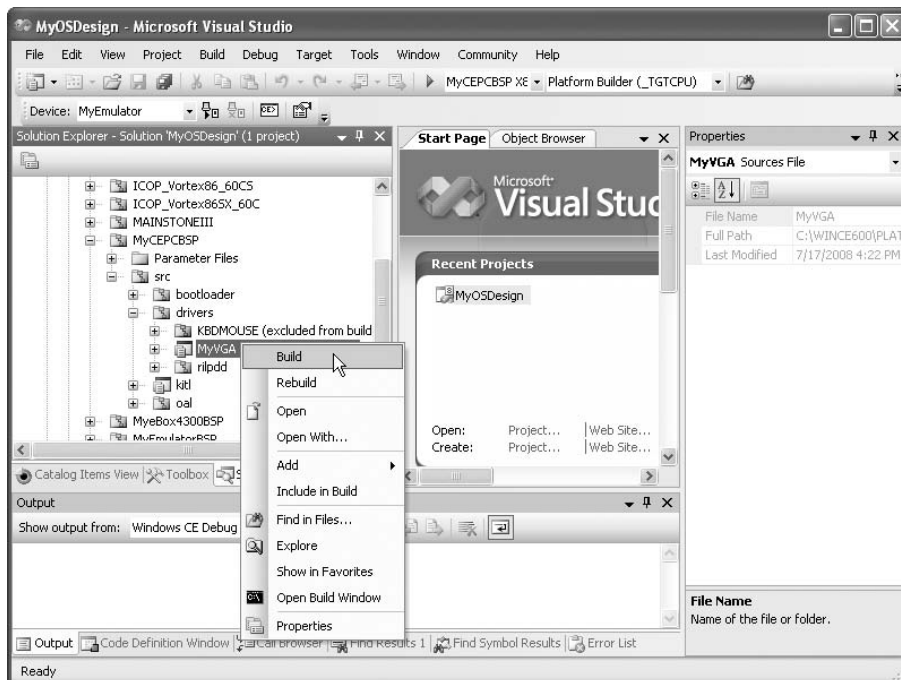 MyOSDesign - Microsoft Visual Studio
File Edit View Project Build Debug Target Tools Window Community Help
MyCEPCBSP X8 Platform Builder (_TGTCPU)
Device: MyEmulator
Solution Explorer - Solution 'MyOSDesign' (1 project)
ICOP_Vortex86_60CS
ICOP_Vortex86SX_60C
MAINSTONEIII
MyCEPCBSP
Parameter Files
src
bootloader
drivers
KBDMOUSE (excluded from build
MyVGA
rilpdd
kitl
oal
MyeBox4300BSP
MyEmulatorBSP
Catalog Items View Toolbox S
Build
Rebuild
Open
Open With...
Add
Include in Build
Find in Files...
Explore
Show in Favorites
Open Build Window
Properties
Start Page Object Browser
Microsoft
Visual Stud
Recent Projects
MyOSDesign
Open: Project... Web Site...
Create: Project... Web Site...
Properties
MyVGA Sources File
File Name MyVGA
Full Path C:\WINCE600\PLAT
Last Modified 7/17/2008 4:22 PM
File Name
Name of the file or folder.
Output
Show output from: Windows CE Debug
Output Code Definition Window Call Browser Find Results 1 Find Symbol Results Error List
Ready